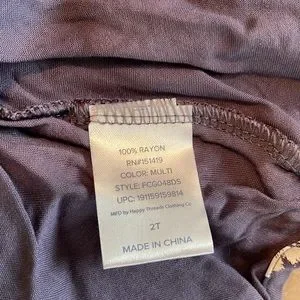 100% RAYON
RN#151419
COLOR: MULTI
STYLE: FCG048DS
UPC: 191159159814
MFD by Happy Threads Clothing Co.
2T
MADE IN CHINA